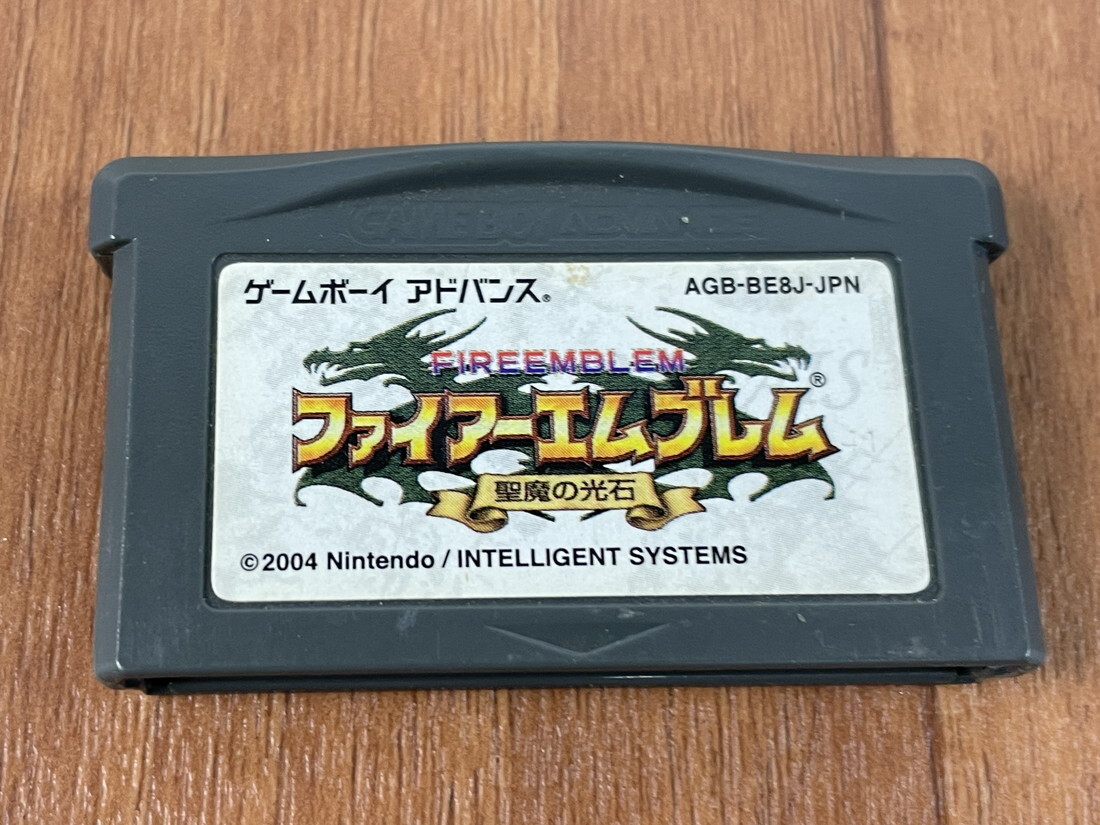 GAME BOY ADVANCE
ゲームボーイ アドバンス®
AGB-BE8J-JPN
FIREEMBLEM
ファイアーエムブレム®
聖魔の光石
©2004 Nintendo / INTELLIGENT SYSTEMS